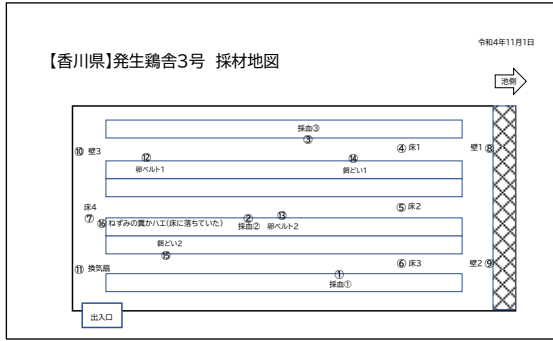 令和4年11月1日
【香川県】発生鶏舎3号 採材地図
池側
採血③
③
④ 床1
壁1 ⑧
⑩ 壁3
⑫
卵ベルト1
⑭
餌どい1
床4
⑦
⑤ 床2
⑯ ねずみの糞かハエ(床に落ちていた)
②
採血②
⑬
卵ベルト2
餌どい2
⑮
⑪ 換気扇
⑥ 床3
壁2 ⑨
①
採血①
出入口